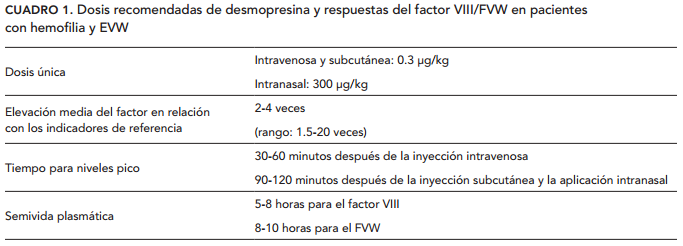 CUADRO 1. Dosis recomendadas de desmopresina y respuestas del factor VIII/FVW en pacientes
con hemofilia y EVW
Dosis única
Intravenosa y subcutánea: 0.3 μg/kg
Intranasal: 300 μg/kg
Elevación media del factor en relación
con los indicadores de referencia
2-4 veces
(rango: 1.5-20 veces)
Tiempo para niveles pico
30-60 minutos después de la inyección intravenosa
90-120 minutos después de la inyección subcutánea y la aplicación intranasal
Semivida plasmática
5-8 horas para el factor VIII
8-10 horas para el FVW